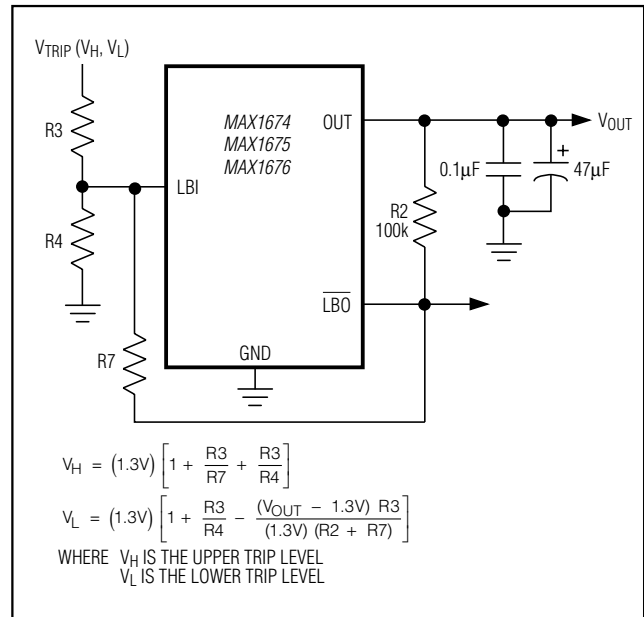 VTRIP (VH, VL)
R3
R4
LBI
MAX1674
MAX1675
MAX1676
OUT
VOUT
0.1µF
+
47µF
R2
100k
LBO
GND
R7
VH = (1.3V) [1 + R3/R7 + R3/R4]
VL = (1.3V) [1 + R3/R4 − (VOUT − 1.3V) R3/(1.3V) (R2 + R7)]
WHERE VH IS THE UPPER TRIP LEVEL
VL IS THE LOWER TRIP LEVEL